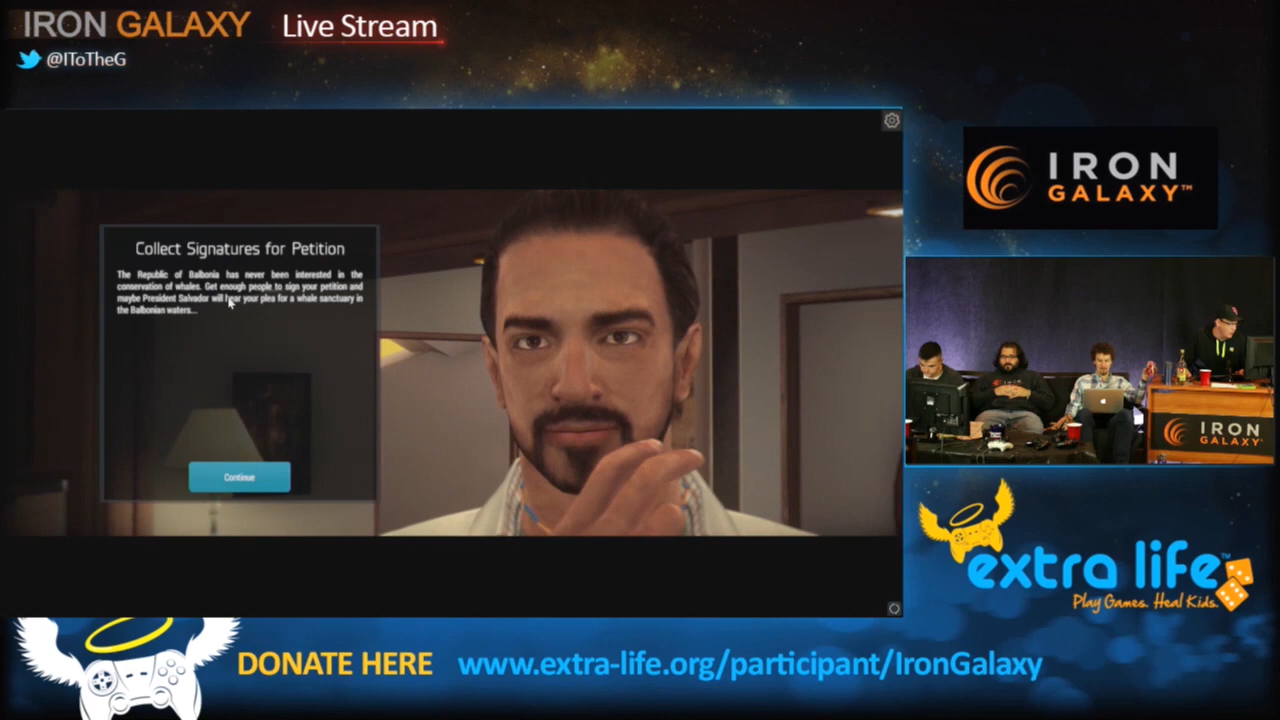 IRON GALAXY Live Stream
@IToTheG
IRON
GALAXY™
Collect Signatures for Petition
The Republic of Balbonia has never been interested in the
conservation of whales. Get enough people to sign your petition and
maybe President Salvador will hear your plea for a whale sanctuary in
the Balbonian waters...
Continue
IRON
GALAXY
extra life™
Play Games. Heal Kids.
DONATE HERE www.extra-life.org/participant/IronGalaxy